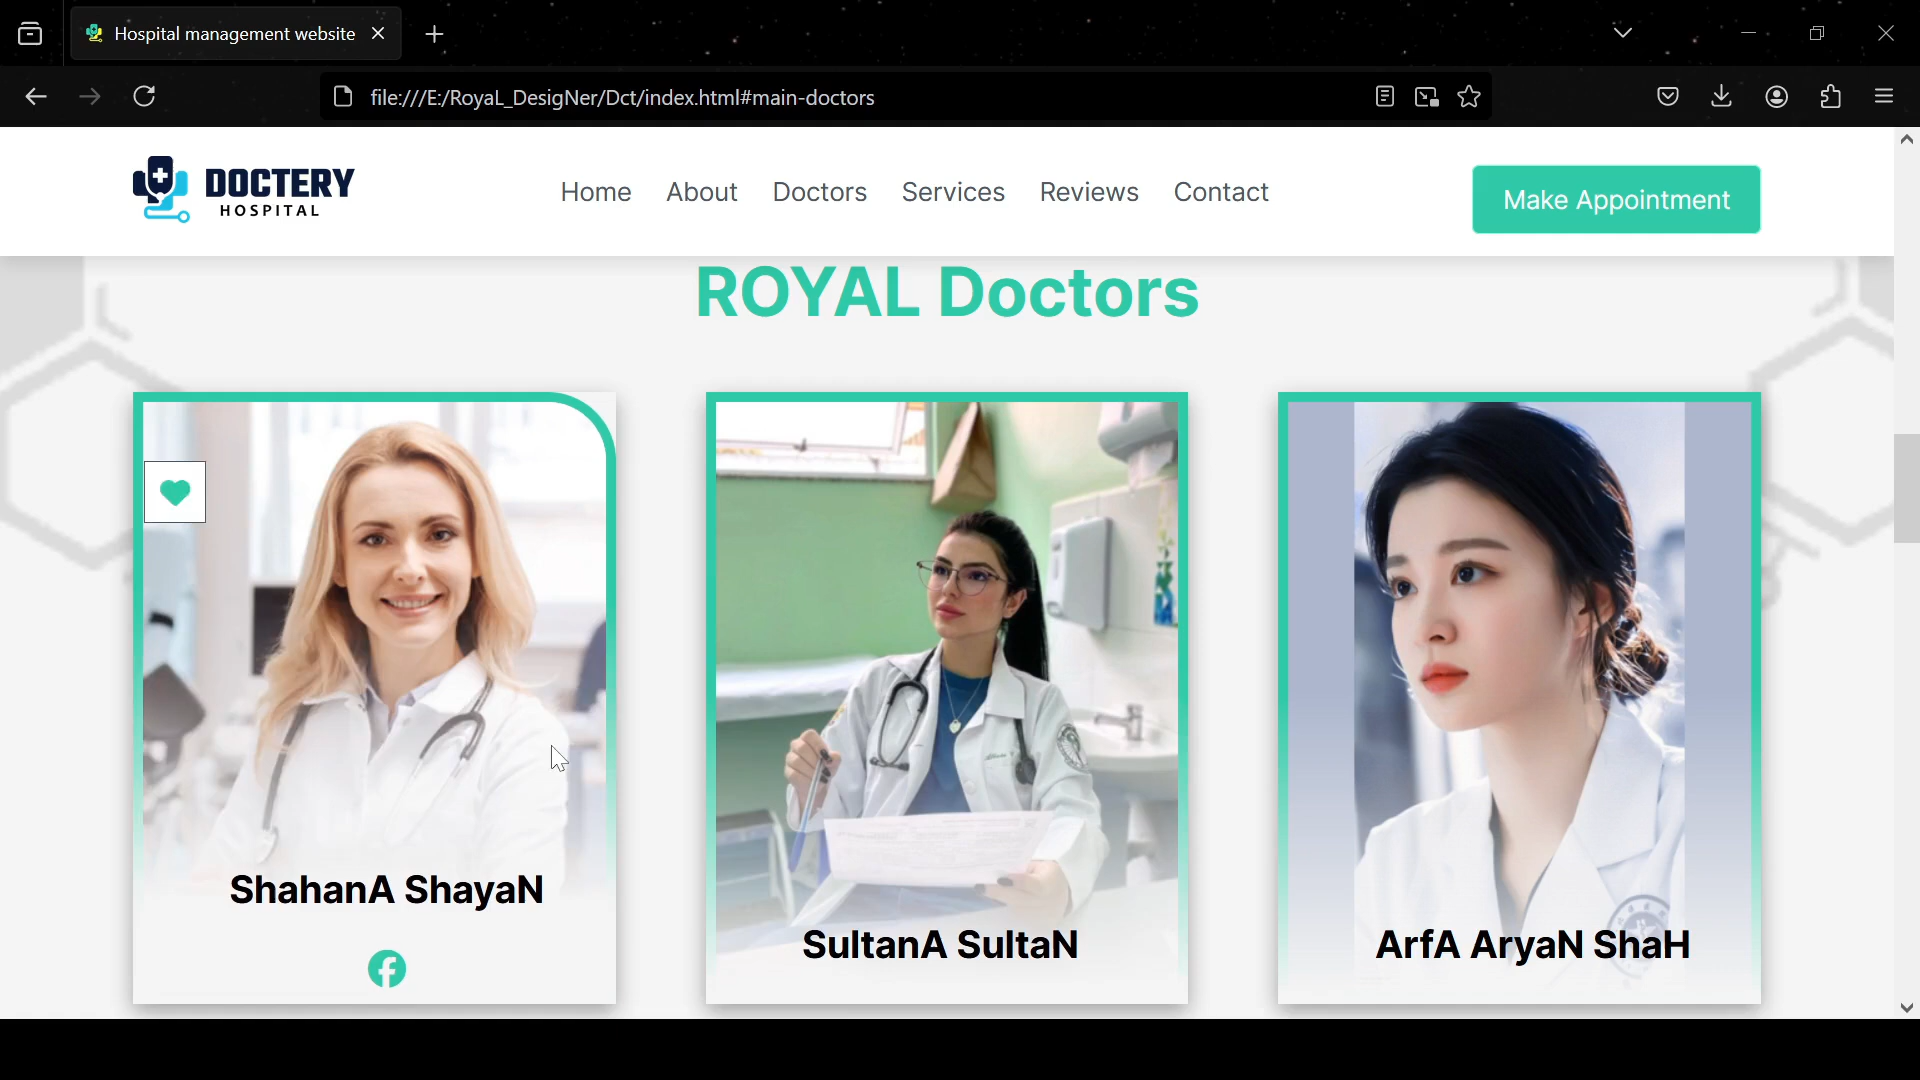 Hospital management website
file:///E:/RoyaL_DesigNer/Dct/index.html#main-doctors
DOCTERY
HOSPITAL
Home About Doctors Services Reviews Contact
Make Appointment
ROYAL Doctors
ShahanA ShayaN
SultanA SultaN
ArfA AryaN ShaH